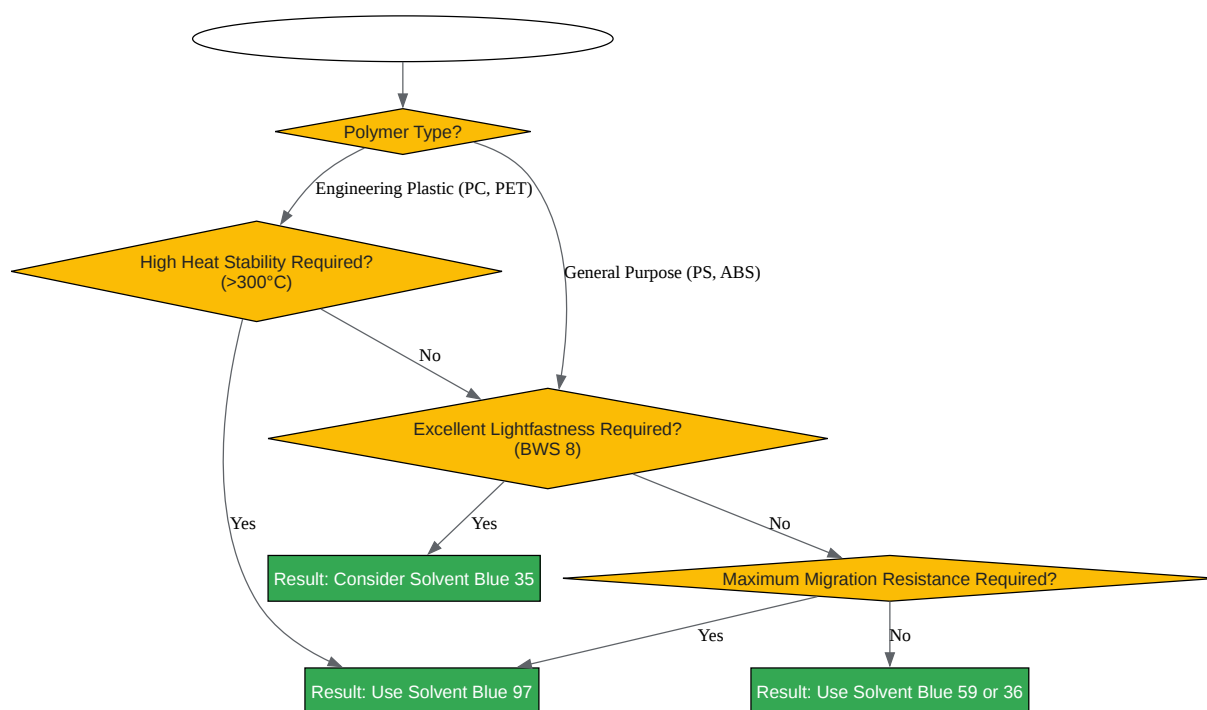 Polymer Type?
Engineering Plastic (PC, PET)
High Heat Stability Required?
(>300°C)
General Purpose (PS, ABS)
No
Excellent Lightfastness Required?
(BWS 8)
Yes
Yes
No
Result: Consider Solvent Blue 35
Maximum Migration Resistance Required?
Yes
No
Result: Use Solvent Blue 97
Result: Use Solvent Blue 59 or 36